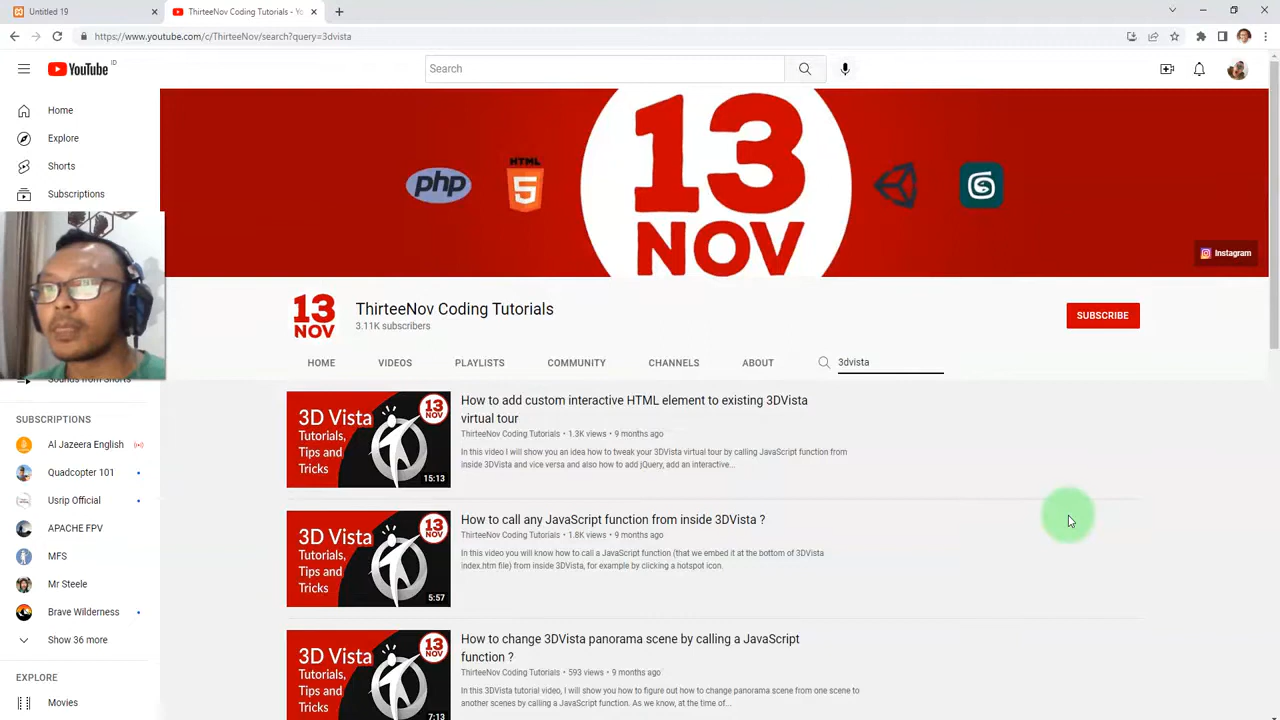 Untitled 19
ThirteeNov Coding Tutorials - Yo
https://www.youtube.com/c/ThirteeNov/search?query=3dvista
YouTube ID
Search
Home
Explore
Shorts
Subscriptions
Sounds from Shorts
SUBSCRIPTIONS
Al Jazeera English
Quadcopter 101
Usrip Official
APACHE FPV
MFS
Mr Steele
Brave Wilderness
Show 36 more
EXPLORE
Movies
php
HTML
5
13
NOV
Instagram
13
NOV
ThirteeNov Coding Tutorials
3.11K subscribers
SUBSCRIBE
HOME VIDEOS PLAYLISTS COMMUNITY CHANNELS ABOUT 3dvista
3D Vista
Tutorials,
Tips and
Tricks
13
NOV
15:13
How to add custom interactive HTML element to existing 3DVista
virtual tour
ThirteeNov Coding Tutorials • 1.3K views • 9 months ago
In this video I will show you an idea how to tweak your 3DVista virtual tour by calling JavaScript function from
inside 3DVista and vice versa and also how to add jQuery, add an interactive...
3D Vista
Tutorials,
Tips and
Tricks
13
NOV
5:57
How to call any JavaScript function from inside 3DVista ?
ThirteeNov Coding Tutorials • 1.8K views • 9 months ago
In this video you will know how to call a JavaScript function (that we embed it at the bottom of 3DVista
index.htm file) from inside 3DVista, for example by clicking a hotspot icon.
3D Vista
Tutorials,
Tips and
Tricks
13
NOV
7:13
How to change 3DVista panorama scene by calling a JavaScript
function ?
ThirteeNov Coding Tutorials • 593 views • 9 months ago
In this 3DVista tutorial video, I will show you how to figure out how to change panorama scene from one scene to
another scenes by calling a JavaScript function. As we know, at the time of...